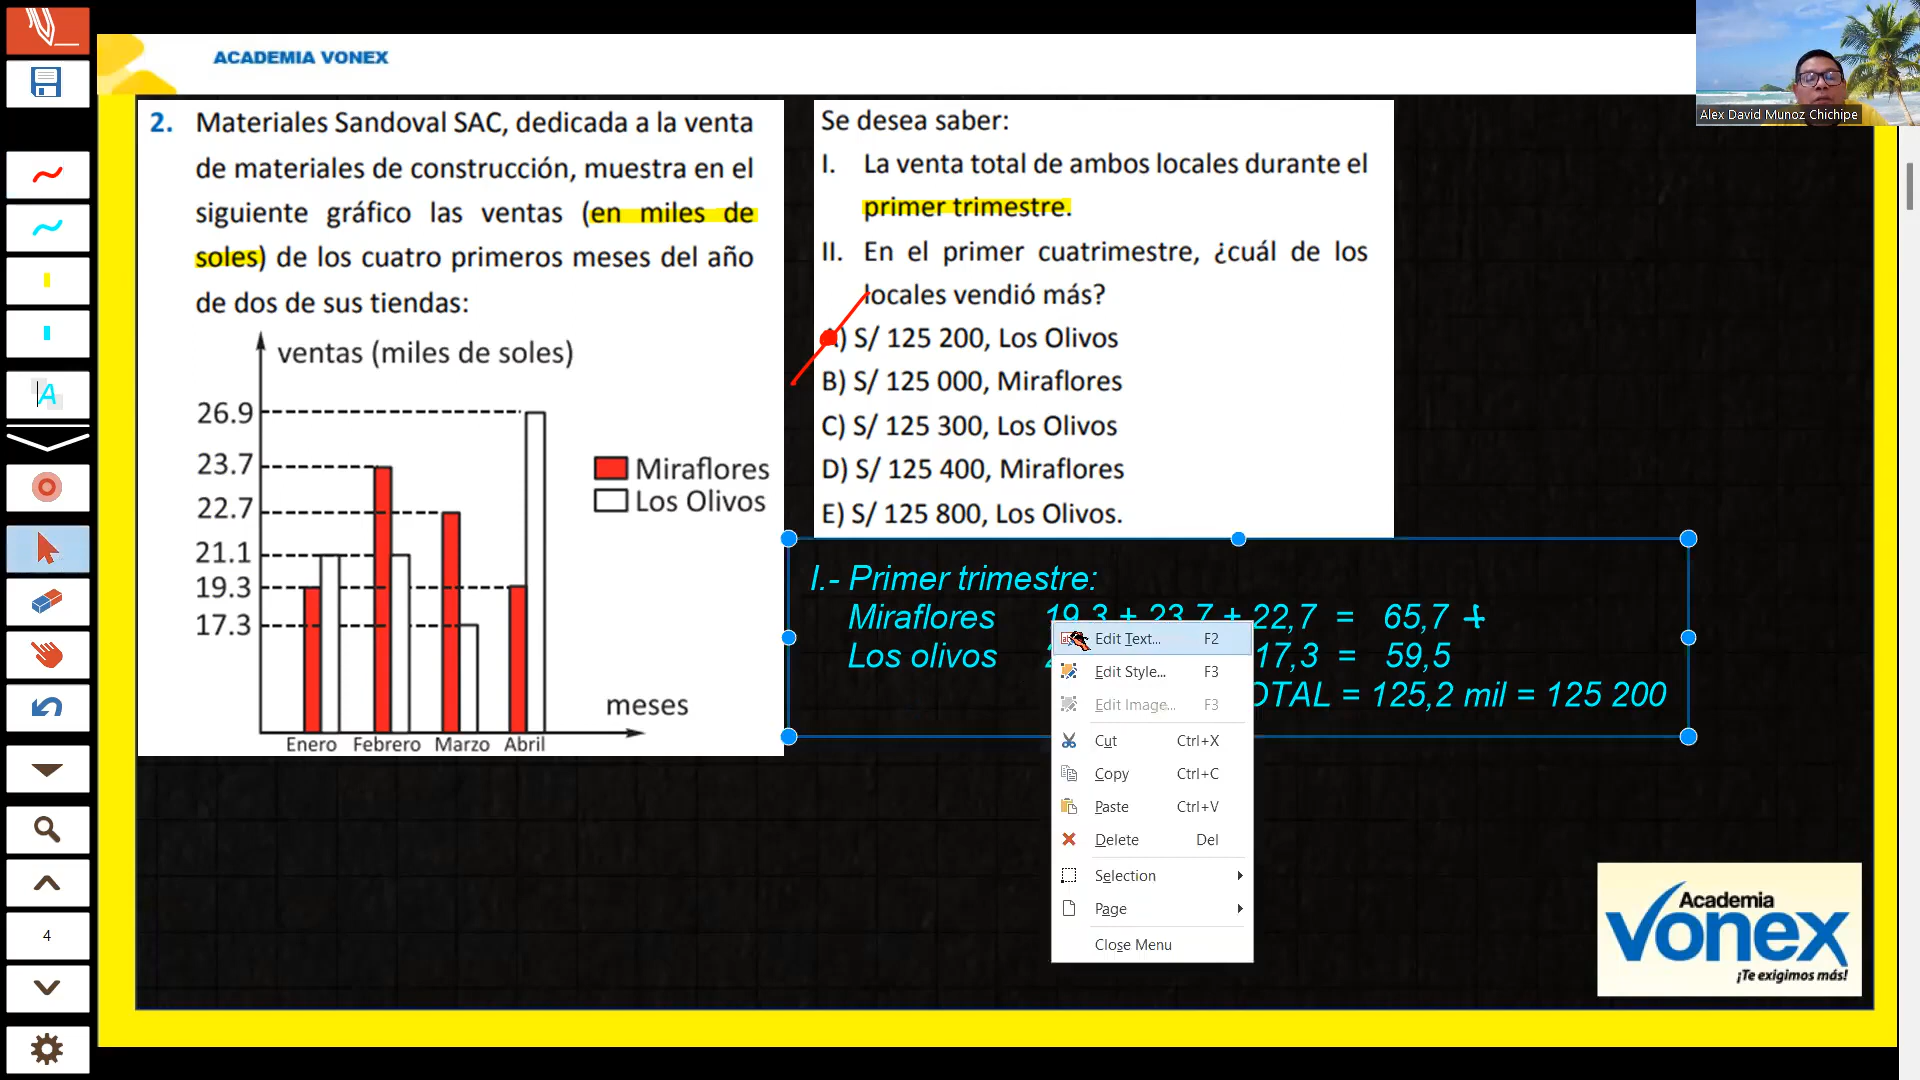 ACADEMIA VONEX
Alex David Munoz Chichipe
2. Materiales Sandoval SAC, dedicada a la venta
de materiales de construcción, muestra en el
siguiente gráfico las ventas (en miles de
soles) de los cuatro primeros meses del año
de dos de sus tiendas:
ventas (miles de soles)
26.9
23.7
22.7
21.1
19.3
17.3
Miraflores
Los Olivos
meses
Enero Febrero Marzo Abril
Se desea saber:
I. La venta total de ambos locales durante el
primer trimestre.
II. En el primer cuatrimestre, ¿cuál de los
locales vendió más?
A) S/ 125 200, Los Olivos
B) S/ 125 000, Miraflores
C) S/ 125 300, Los Olivos
D) S/ 125 400, Miraflores
E) S/ 125 800, Los Olivos.
I.- Primer trimestre:
Miraflores 19,3 + 23,7 + 22,7 = 65,7 +
Los olivos 17,3 = 59,5
= 125,2 mil = 125 200
Edit Text... F2
Edit Style... F3
Edit Image... F3
Cut Ctrl+X
Copy Ctrl+C
Paste Ctrl+V
Delete Del
Selection
Page
Close Menu
A
4
Academia
Vonex
¡Te exigimos más!